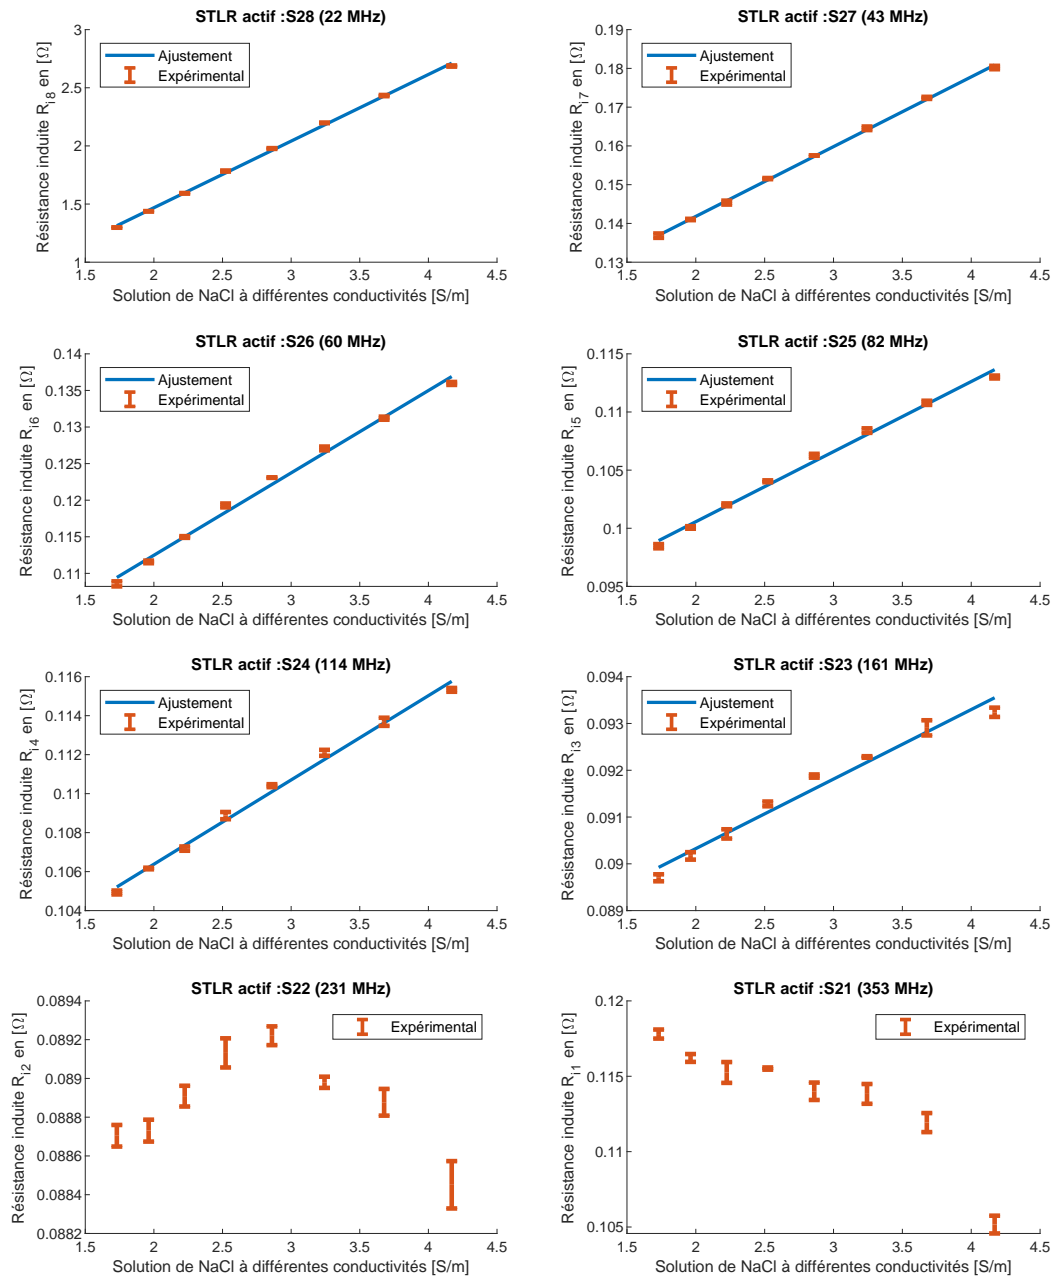 STLR actif :S28 (22 MHz)
Résistance induite R_i8 en [Ω]
3
2.5
2
1.5
1
Ajustement
Expérimental
1.5 2 2.5 3 3.5 4 4.5
Solution de NaCl à différentes conductivités [S/m]
STLR actif :S27 (43 MHz)
Résistance induite R_i7 en [Ω]
0.19
0.18
0.17
0.16
0.15
0.14
0.13
Ajustement
Expérimental
1.5 2 2.5 3 3.5 4 4.5
Solution de NaCl à différentes conductivités [S/m]
STLR actif :S26 (60 MHz)
Résistance induite R_i6 en [Ω]
0.14
0.135
0.13
0.125
0.12
0.115
0.11
Ajustement
Expérimental
1.5 2 2.5 3 3.5 4 4.5
Solution de NaCl à différentes conductivités [S/m]
STLR actif :S25 (82 MHz)
Résistance induite R_i5 en [Ω]
0.115
0.11
0.105
0.1
0.095
Ajustement
Expérimental
1.5 2 2.5 3 3.5 4 4.5
Solution de NaCl à différentes conductivités [S/m]
STLR actif :S24 (114 MHz)
Résistance induite R_i4 en [Ω]
0.116
0.114
0.112
0.11
0.108
0.106
0.104
Ajustement
Expérimental
1.5 2 2.5 3 3.5 4 4.5
Solution de NaCl à différentes conductivités [S/m]
STLR actif :S23 (161 MHz)
Résistance induite R_i3 en [Ω]
0.094
0.093
0.092
0.091
0.09
0.089
Ajustement
Expérimental
1.5 2 2.5 3 3.5 4 4.5
Solution de NaCl à différentes conductivités [S/m]
STLR actif :S22 (231 MHz)
Résistance induite R_i2 en [Ω]
0.0894
0.0892
0.089
0.0888
0.0886
0.0884
0.0882
Expérimental
1.5 2 2.5 3 3.5 4 4.5
Solution de NaCl à différentes conductivités [S/m]
STLR actif :S21 (353 MHz)
Résistance induite R_i1 en [Ω]
0.12
0.115
0.11
0.105
Expérimental
1.5 2 2.5 3 3.5 4 4.5
Solution de NaCl à différentes conductivités [S/m]